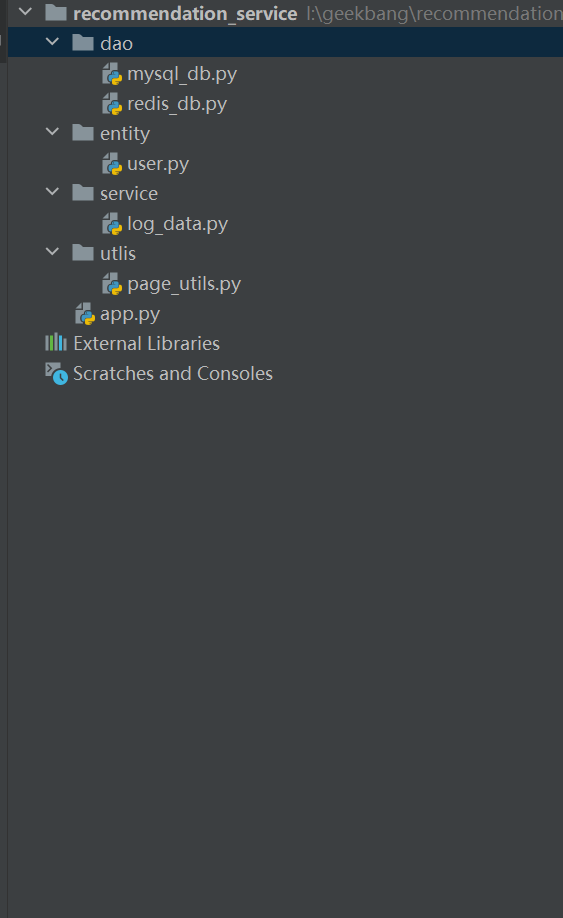 recommendation_service l:\geekbang\recommendation
dao
mysql_db.py
redis_db.py
entity
user.py
service
log_data.py
utlis
page_utils.py
app.py
External Libraries
Scratches and Consoles